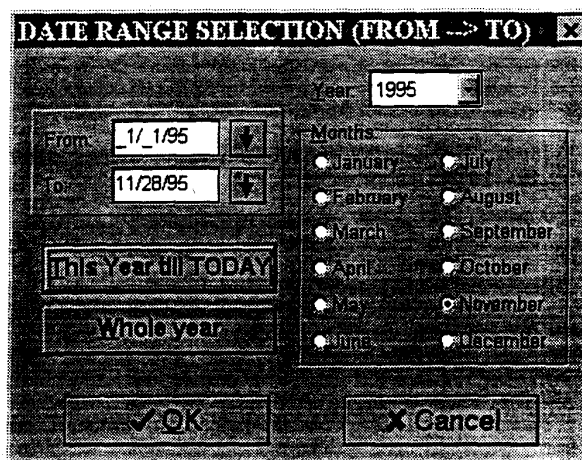 DATE RANGE SELECTION (FROM --> TO)
Year: 1995
From: _1/_1/95
To: 11/28/95
This Year till TODAY
Whole year
Months
January
February
March
April
May
June
July
August
September
October
November
December
OK
Cancel